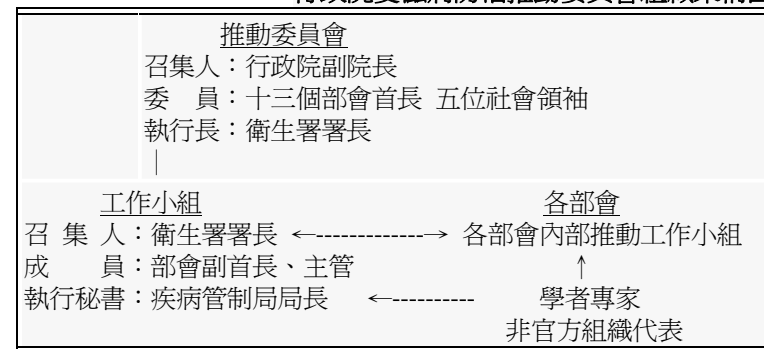 推動委員會
召集人：行政院副院長
委　員：十三個部會首長 五位社會領袖
執行長：衛生署署長
｜
工作小組　各部會
召 集 人：衛生署署長 ←-------------→ 各部會內部推動工作小組
成　　員：部會副首長、主管　↑
執行秘書：疾病管制局局長　←----------　學者專家
非官方組織代表